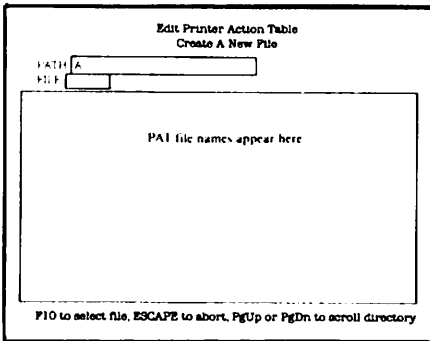 Edit Printer Action Table
Create A New File
PATH A
FILE
PAT file names appear here
F10 to select file, ESCAPE to abort, PgUp or PgDn to scroll directory